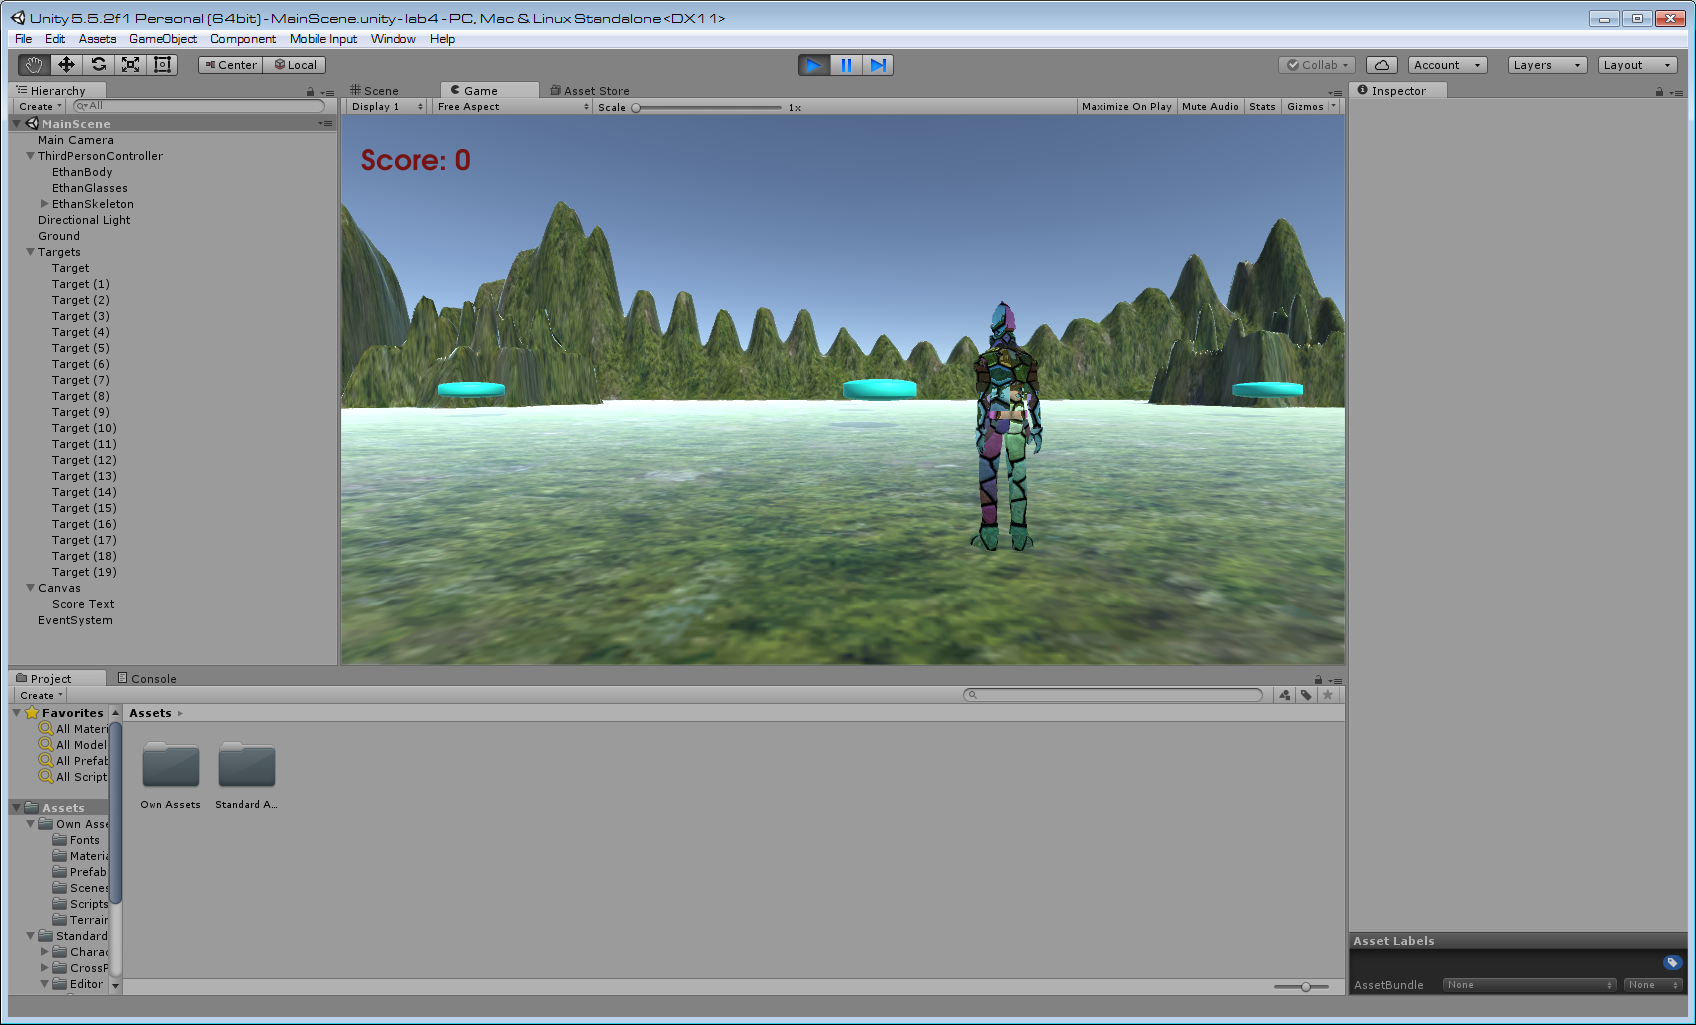 Unity 5.5.2f1 Personal (64bit) - MainScene.unity - lab4 - PC, Mac & Linux Standalone <DX11>
File Edit Assets GameObject Component Mobile Input Window Help
Center Local Collab Account Layers Layout
Hierarchy
Create All
MainScene
Main Camera
ThirdPersonController
EthanBody
EthanGlasses
EthanSkeleton
Directional Light
Ground
Targets
Target
Target (1)
Target (2)
Target (3)
Target (4)
Target (5)
Target (6)
Target (7)
Target (8)
Target (9)
Target (10)
Target (11)
Target (12)
Target (13)
Target (14)
Target (15)
Target (16)
Target (17)
Target (18)
Target (19)
Canvas
Score Text
EventSystem
Scene Game Asset Store
Display 1 Free Aspect Scale 1x Maximize On Play Mute Audio Stats Gizmos
Score: 0
Inspector
Project Console
Create
Favorites
All Materi
All Model
All Prefab
All Script
Assets
Own Asse
Fonts
Materia
Prefab
Scenes
Scripts
Terrain
Standard
Charac
CrossP
Editor
Assets
Own Assets
Standard A...
Asset Labels
AssetBundle None None